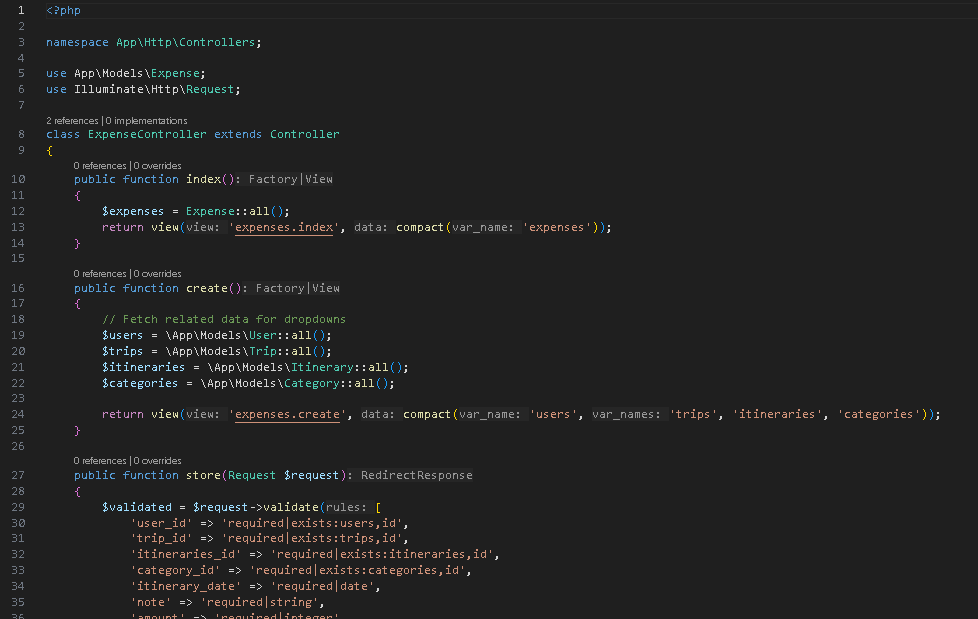 1 <?php
2
3 namespace App\Http\Controllers;
4
5 use App\Models\Expense;
6 use Illuminate\Http\Request;
7
2 references | 0 implementations
8 class ExpenseController extends Controller
9 {
0 references | 0 overrides
10 public function index(): Factory|View
11 {
12 $expenses = Expense::all();
13 return view(view: 'expenses.index', data: compact(var_name: 'expenses'));
14 }
15
0 references | 0 overrides
16 public function create(): Factory|View
17 {
18 // Fetch related data for dropdowns
19 $users = \App\Models\User::all();
20 $trips = \App\Models\Trip::all();
21 $itineraries = \App\Models\Itinerary::all();
22 $categories = \App\Models\Category::all();
23
24 return view(view: 'expenses.create', data: compact(var_name: 'users', var_names: 'trips', 'itineraries', 'categories'));
25 }
26
0 references | 0 overrides
27 public function store(Request $request): RedirectResponse
28 {
29 $validated = $request->validate(rules: [
30 'user_id' => 'required|exists:users,id',
31 'trip_id' => 'required|exists:trips,id',
32 'itineraries_id' => 'required|exists:itineraries,id',
33 'category_id' => 'required|exists:categories,id',
34 'itinerary_date' => 'required|date',
35 'note' => 'required|string',
36 'amount' => 'required|integer'